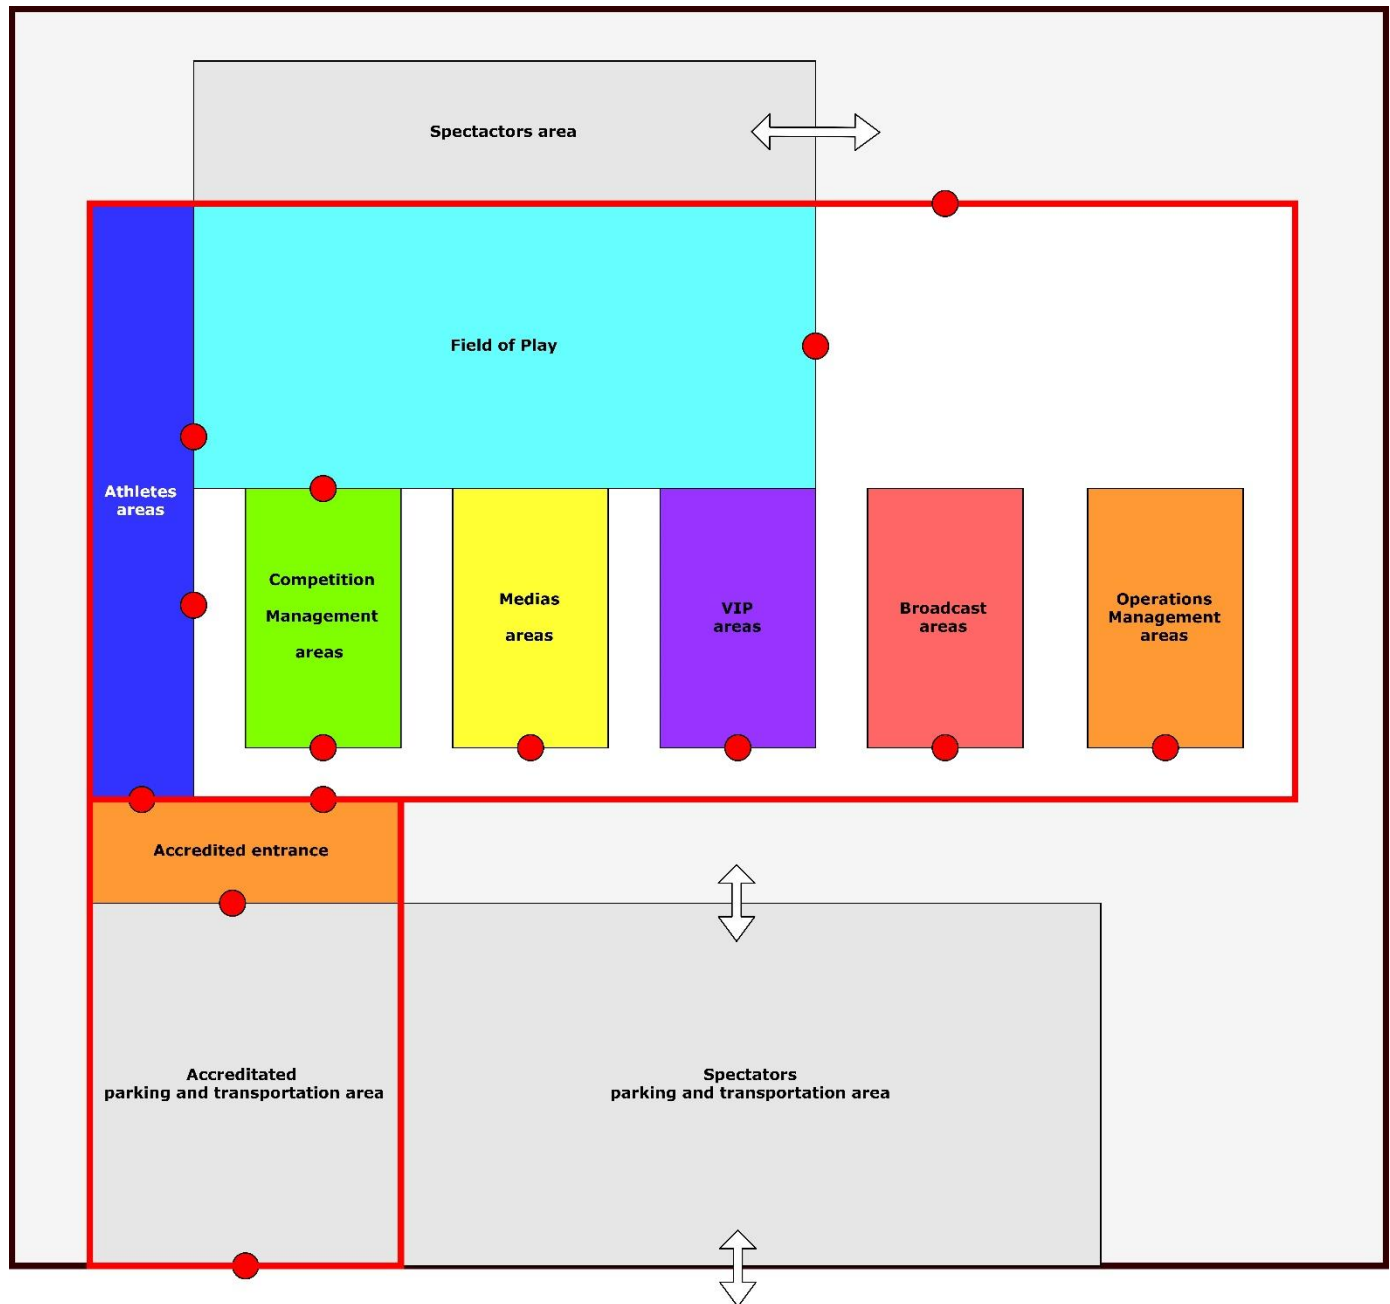 Spectactors area
Field of Play
Athletes
areas
Competition
Management
areas
Medias
areas
VIP
areas
Broadcast
areas
Operations
Management
areas
Accredited entrance
Accreditated
parking and transportation area
Spectators
parking and transportation area